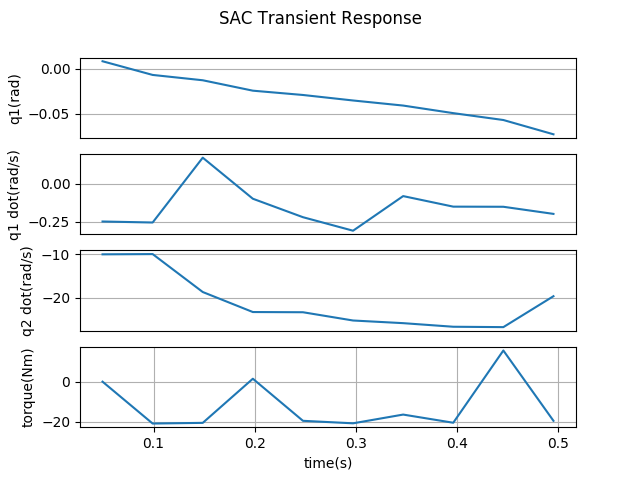 SAC Transient Response
q1(rad)
0.00
−0.05
q1 dot(rad/s)
0.00
−0.25
q2 dot(rad/s)
−10
−20
torque(Nm)
0
−20
0.1 0.2 0.3 0.4 0.5
time(s)